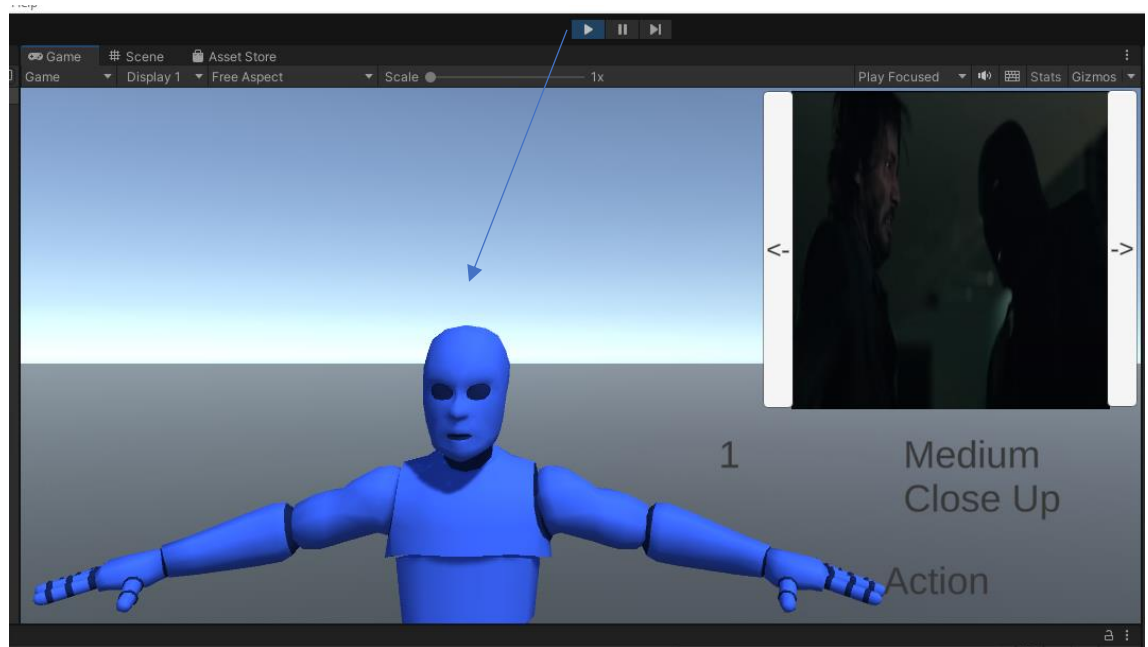 Help
Game # Scene Asset Store
Game Display 1 Free Aspect Scale 1x Play Focused Stats Gizmos
<- ->
1 Medium
Close Up
Action